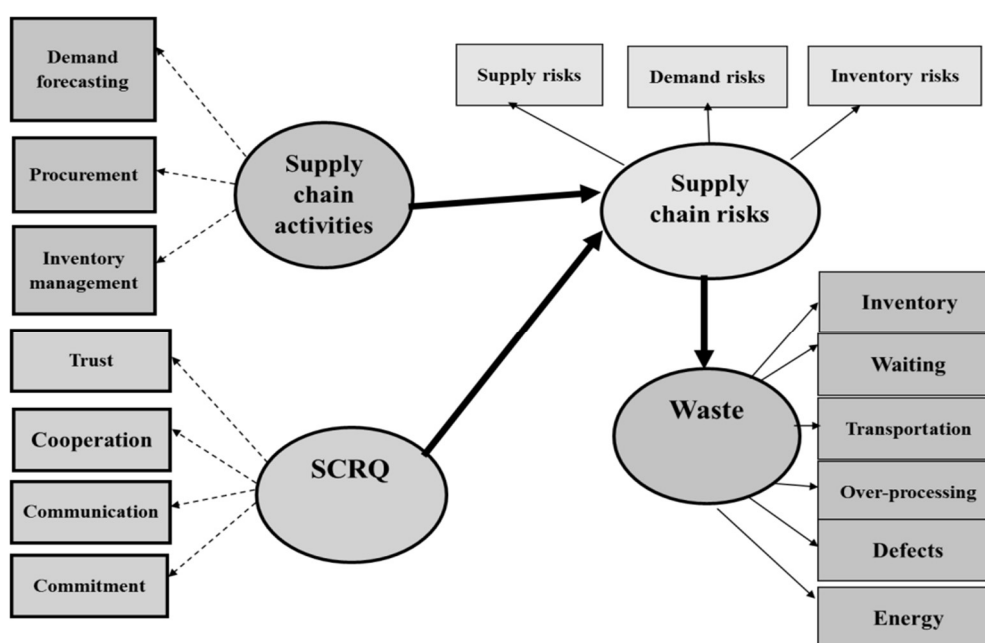 Demand
forecasting
Procurement
Inventory
management
Trust
Cooperation
Communication
Commitment
Supply
chain
activities
SCRQ
Supply risks
Demand risks
Inventory risks
Supply
chain risks
Waste
Inventory
Waiting
Transportation
Over-processing
Defects
Energy